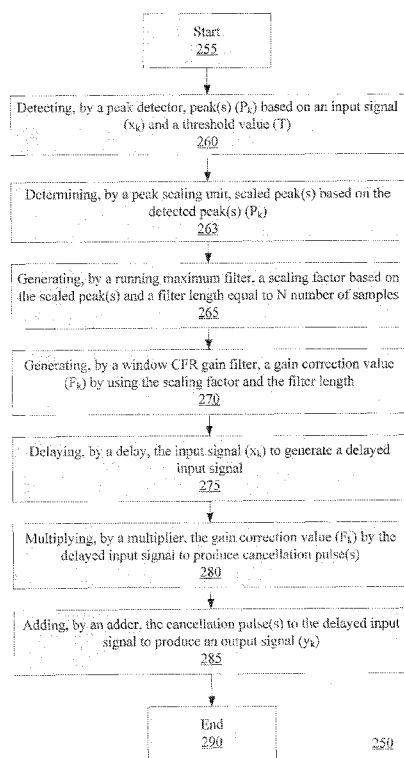 Start
255
Detecting, by a peak detector, peak(s) (Pk) based on an input signal
(xk) and a threshold value (T)
260
Determining, by a peak scaling unit, scaled peak(s) based on the
detected peak(s) (Pk)
263
Generating, by a running maximum filter, a scaling factor based on
the scaled peak(s) and a filter length equal to N number of samples
265
Generating, by a window CFR gain filter, a gain correction value
(Fk) by using the scaling factor and the filter length
270
Delaying, by a delay, the input signal (xk) to generate a delayed
input signal
275
Multiplying, by a multiplier, the gain correction value (Fk) by the
delayed input signal to produce cancellation pulse(s)
280
Adding, by an adder, the cancellation pulse(s) to the delayed input
signal to produce an output signal (yk)
285
End
290
250